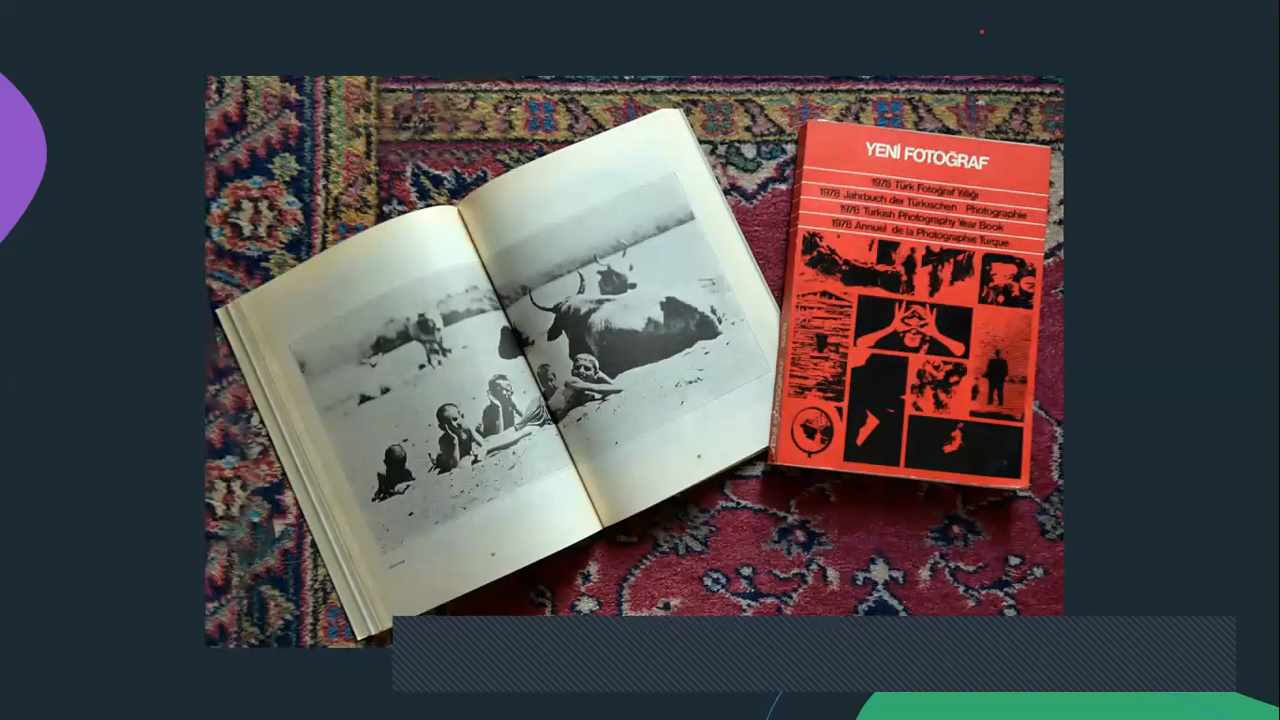 YENİ FOTOĞRAF
1978 Türk Fotoğraf Yıllığı
1978 Jahrbuch der Türkischen Photographie
1978 Turkish Photography Year Book
1978 Annuel de la Photographie Turque